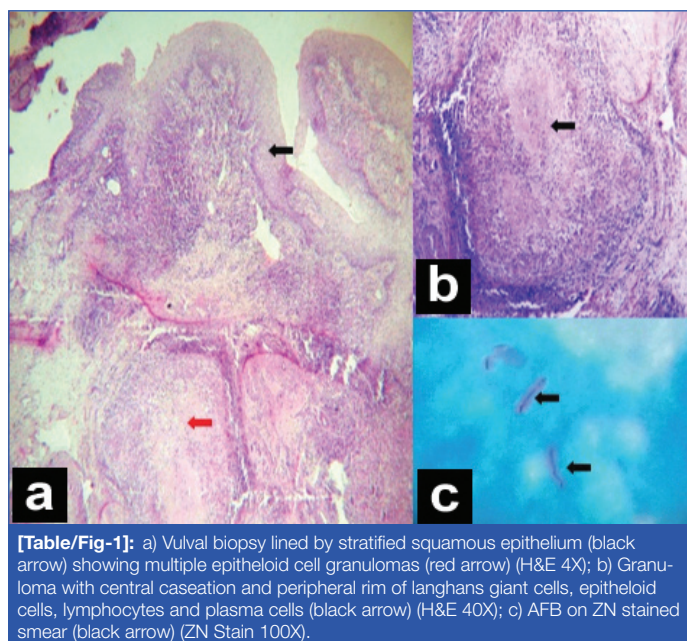 a
b
c
[Table/Fig-1]: a) Vulval biopsy lined by stratified squamous epithelium (black
arrow) showing multiple epitheloid cell granulomas (red arrow) (H&E 4X); b) Granu-
loma with central caseation and peripheral rim of langhans giant cells, epitheloid
cells, lymphocytes and plasma cells (black arrow) (H&E 40X); c) AFB on ZN stained
smear (black arrow) (ZN Stain 100X).